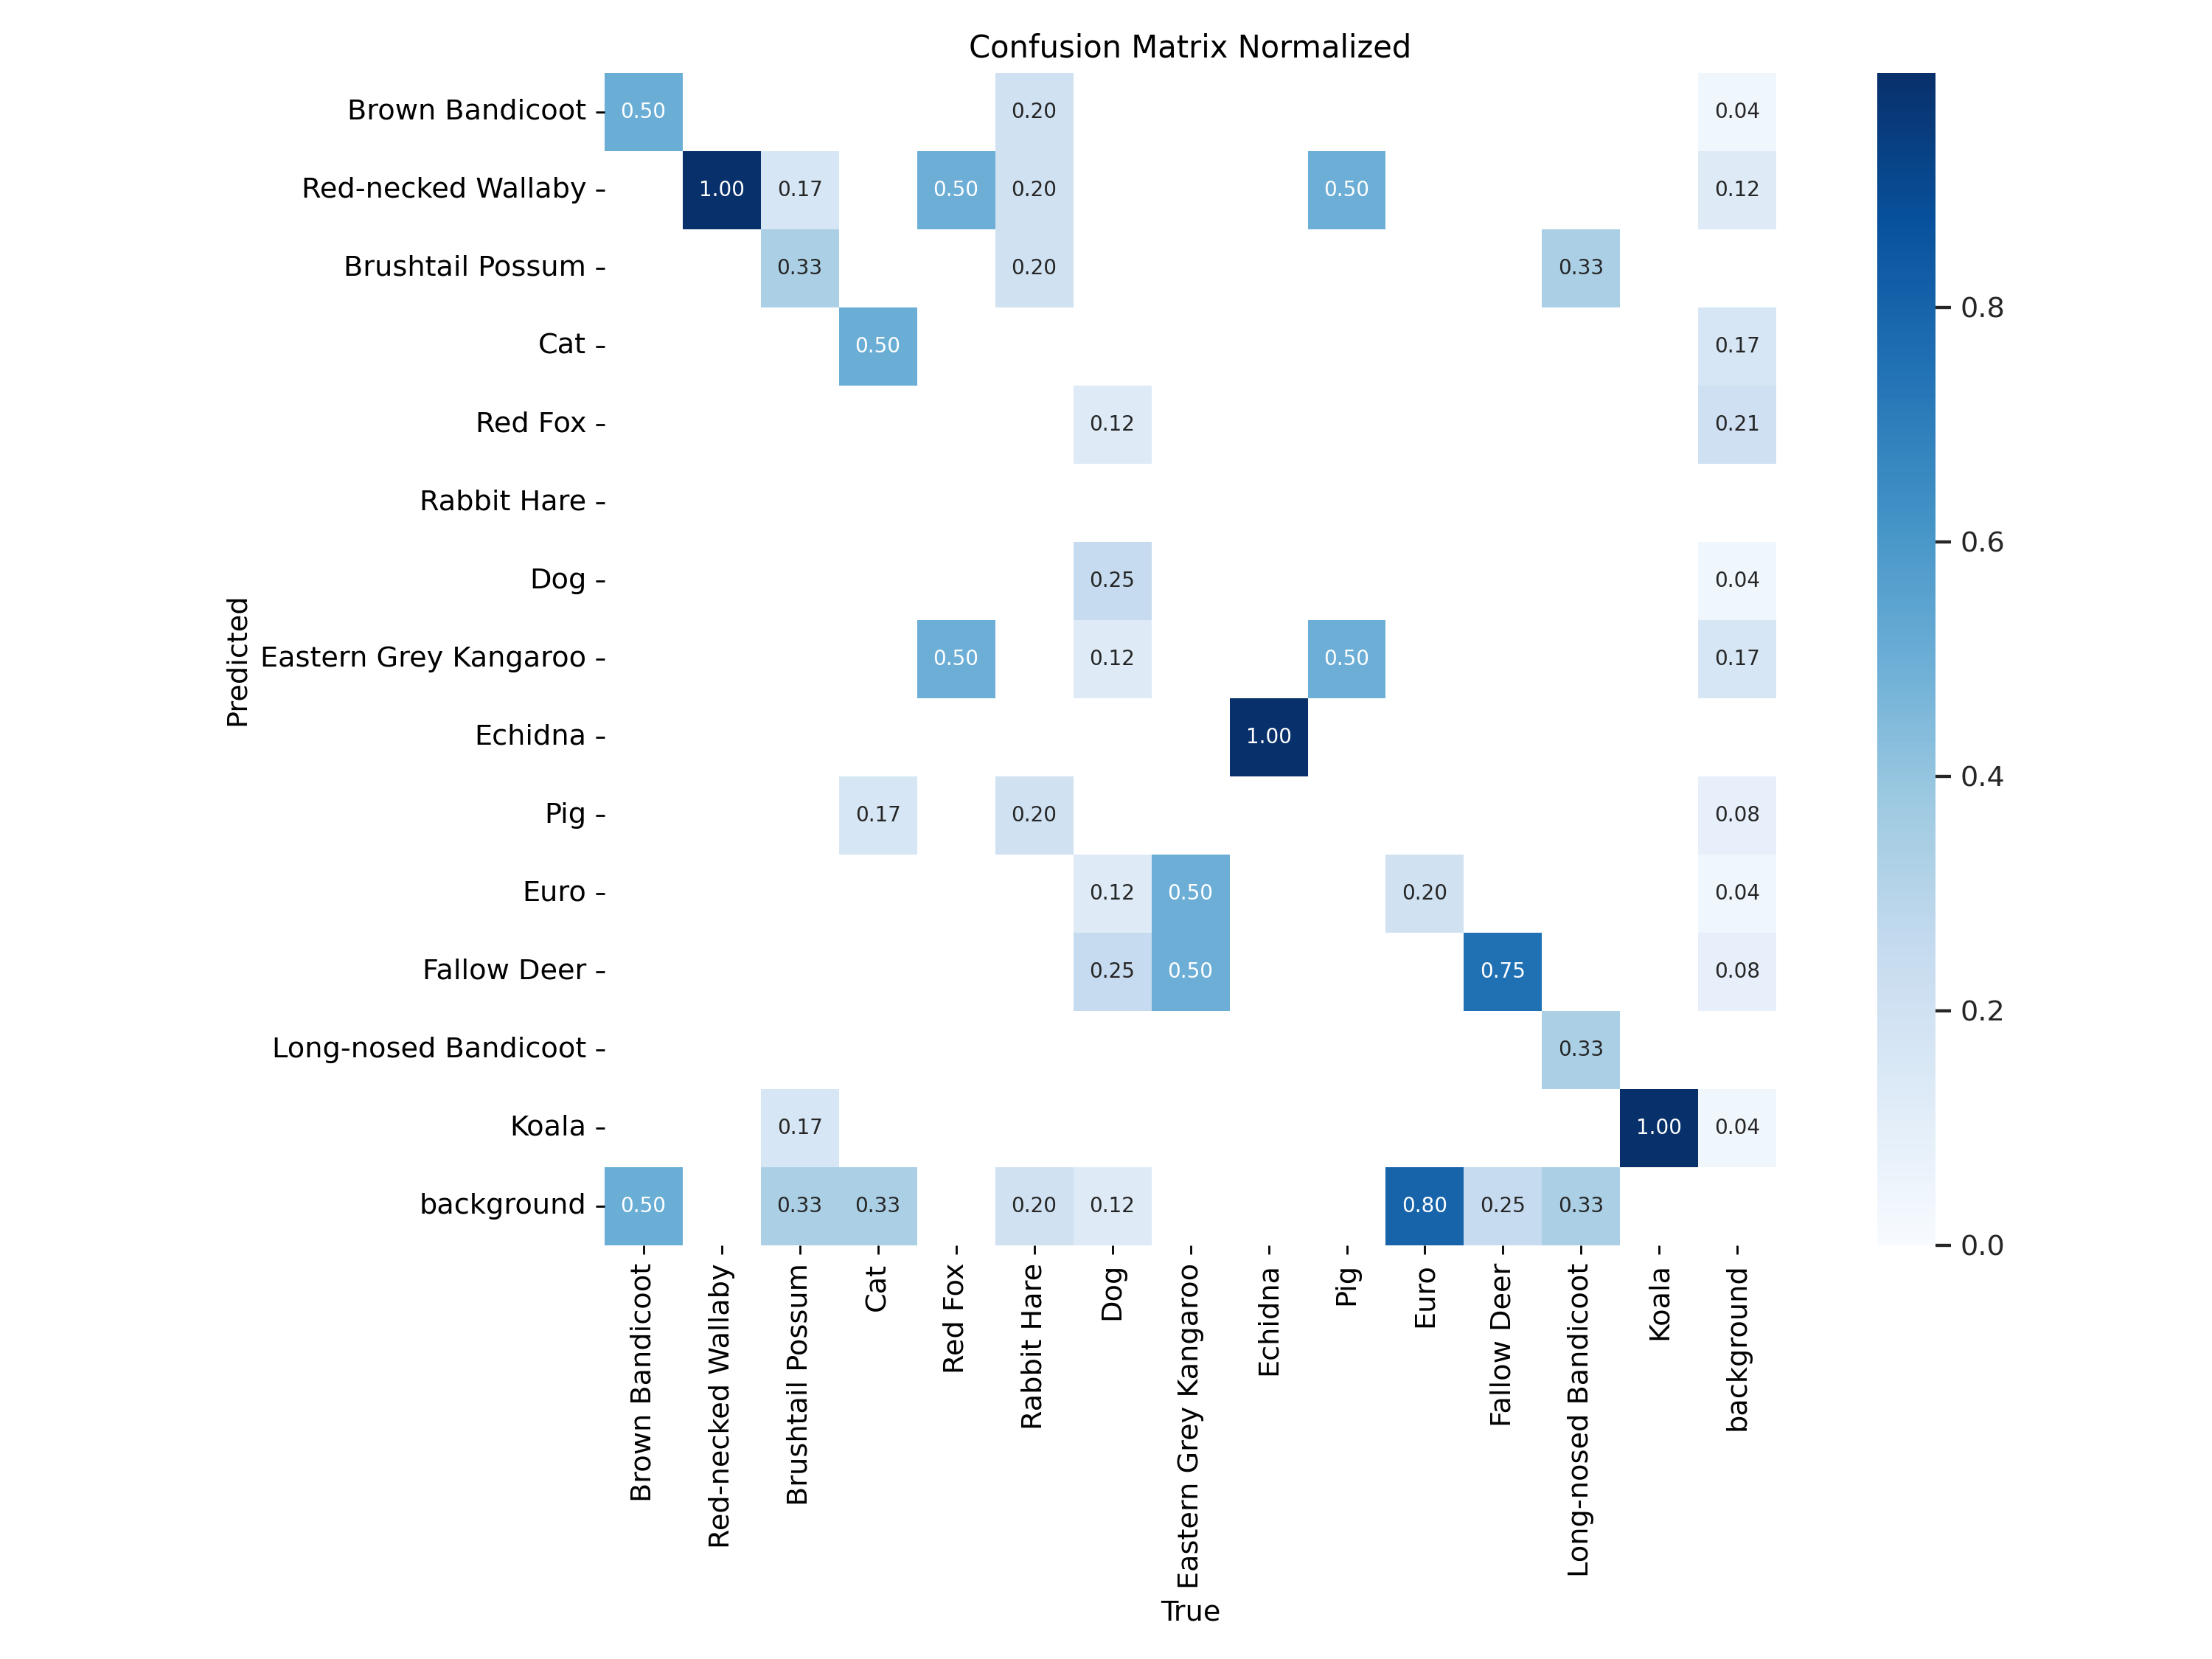 Confusion Matrix Normalized
Brown Bandicoot 0.50 0.20 0.04
Red-necked Wallaby 1.00 0.17 0.50 0.20 0.50 0.12
Brushtail Possum 0.33 0.20 0.33
Cat 0.50 0.17
Red Fox 0.12 0.21
Rabbit Hare
Dog 0.25 0.04
Eastern Grey Kangaroo 0.50 0.12 0.50 0.17
Echidna 1.00
Pig 0.17 0.20 0.08
Euro 0.12 0.50 0.20 0.04
Fallow Deer 0.25 0.50 0.75 0.08
Long-nosed Bandicoot 0.33
Koala 0.17 1.00 0.04
background 0.50 0.33 0.33 0.20 0.12 0.80 0.25 0.33
Predicted
Brown Bandicoot
Red-necked Wallaby
Brushtail Possum
Cat
Red Fox
Rabbit Hare
Dog
Eastern Grey Kangaroo
Echidna
Pig
Euro
Fallow Deer
Long-nosed Bandicoot
Koala
background
True
0.8
0.6
0.4
0.2
0.0